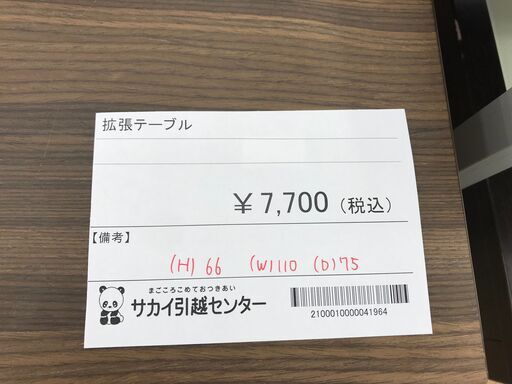 拡張テーブル
￥7,700（税込）
【備考】
(H) 66 (W)110 (D)75
まごころこめておつきあい
サカイ引越センター
2100010000041964